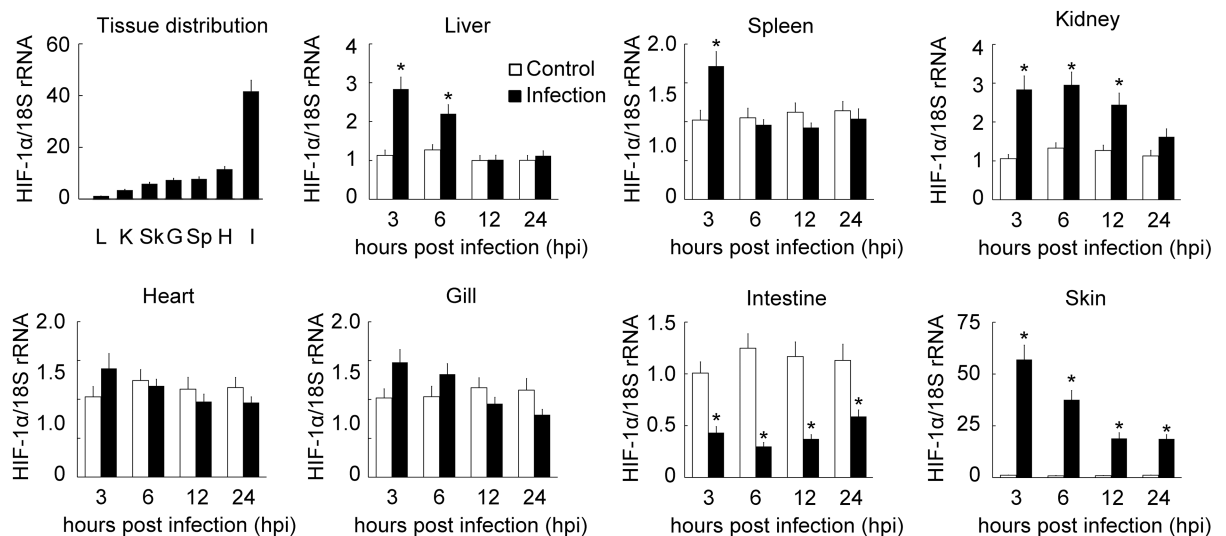 Tissue distribution
HIF-1α/18S rRNA
60
40
20
0
L K Sk G Sp H I
Liver
HIF-1α/18S rRNA
4
3
2
1
0
Control
Infection
* *
3 6 12 24
hours post infection (hpi)
Spleen
HIF-1α/18S rRNA
2.0
1.5
1.0
0
*
3 6 12 24
hours post infection (hpi)
Kidney
HIF-1α/18S rRNA
4
3
2
1
0
* * *
3 6 12 24
hours post infection (hpi)
Heart
HIF-1α/18S rRNA
2.0
1.5
1.0
0
3 6 12 24
hours post infection (hpi)
Gill
HIF-1α/18S rRNA
2.0
1.5
1.0
0
3 6 12 24
hours post infection (hpi)
Intestine
HIF-1α/18S rRNA
1.5
1.0
0.5
0
* * * *
3 6 12 24
hours post infection (hpi)
Skin
HIF-1α/18S rRNA
75
50
25
0
* * * *
3 6 12 24
hours post infection (hpi)